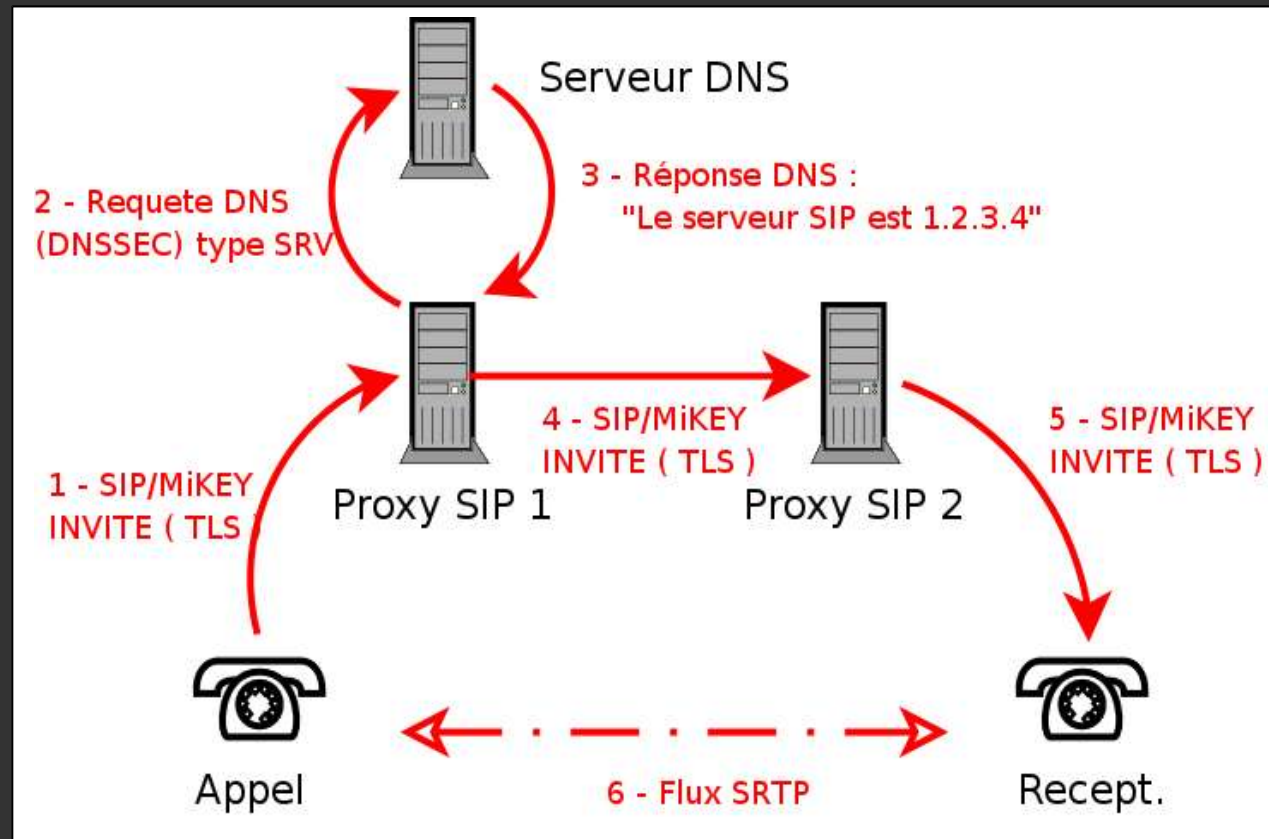 Serveur DNS
2 - Requete DNS
(DNSSEC) type SRV
3 - Réponse DNS :
"Le serveur SIP est 1.2.3.4"
1 - SIP/MiKEY
INVITE ( TLS )
Proxy SIP 1
4 - SIP/MiKEY
INVITE ( TLS )
Proxy SIP 2
5 - SIP/MiKEY
INVITE ( TLS )
Appel
6 - Flux SRTP
Recept.